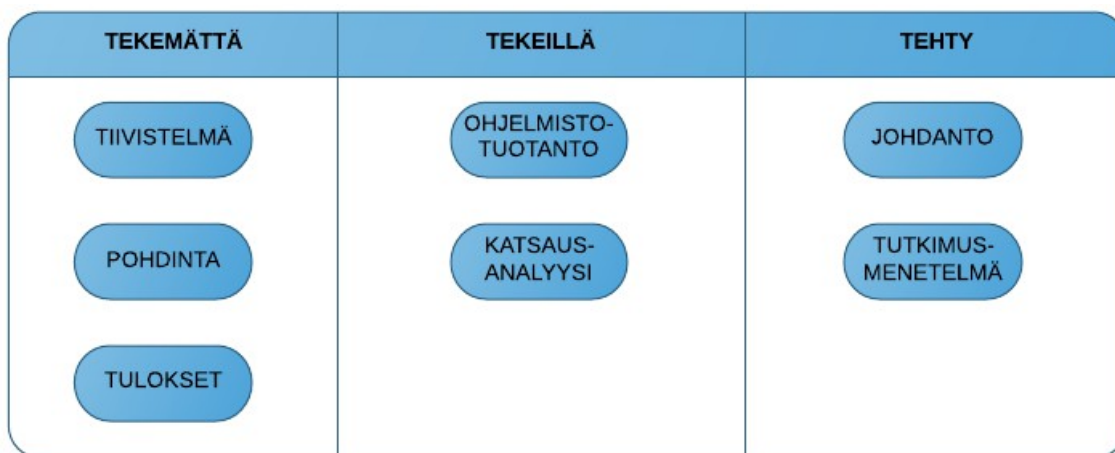 TEKEMÄTTÄ
TEKEILLÄ
TEHTY
TIIVISTELMÄ
OHJELMISTO-
TUOTANTO
JOHDANTO
POHDINTA
KATSAUS-
ANALYYSI
TUTKIMUS-
MENETELMÄ
TULOKSET